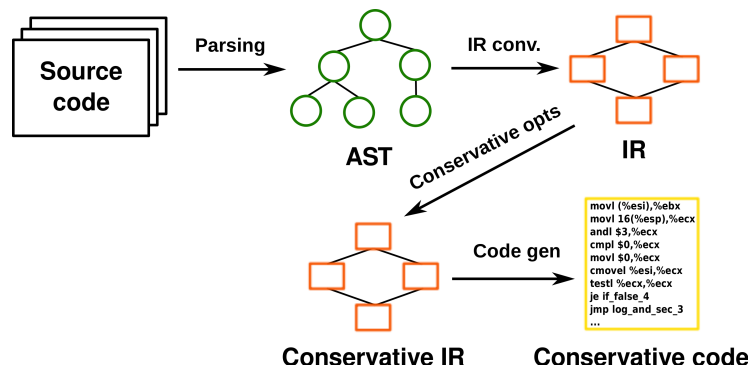 Source
code
Parsing
AST
IR conv.
IR
Conservative opts
Conservative IR
Code gen
movl (%esi),%ebx
movl 16(%esp),%ecx
andl $3,%ecx
cmpl $0,%ecx
movl $0,%ecx
cmovel %esi,%ecx
testl %ecx,%ecx
je if_false_4
jmp log_and_sec_3
...
Conservative code